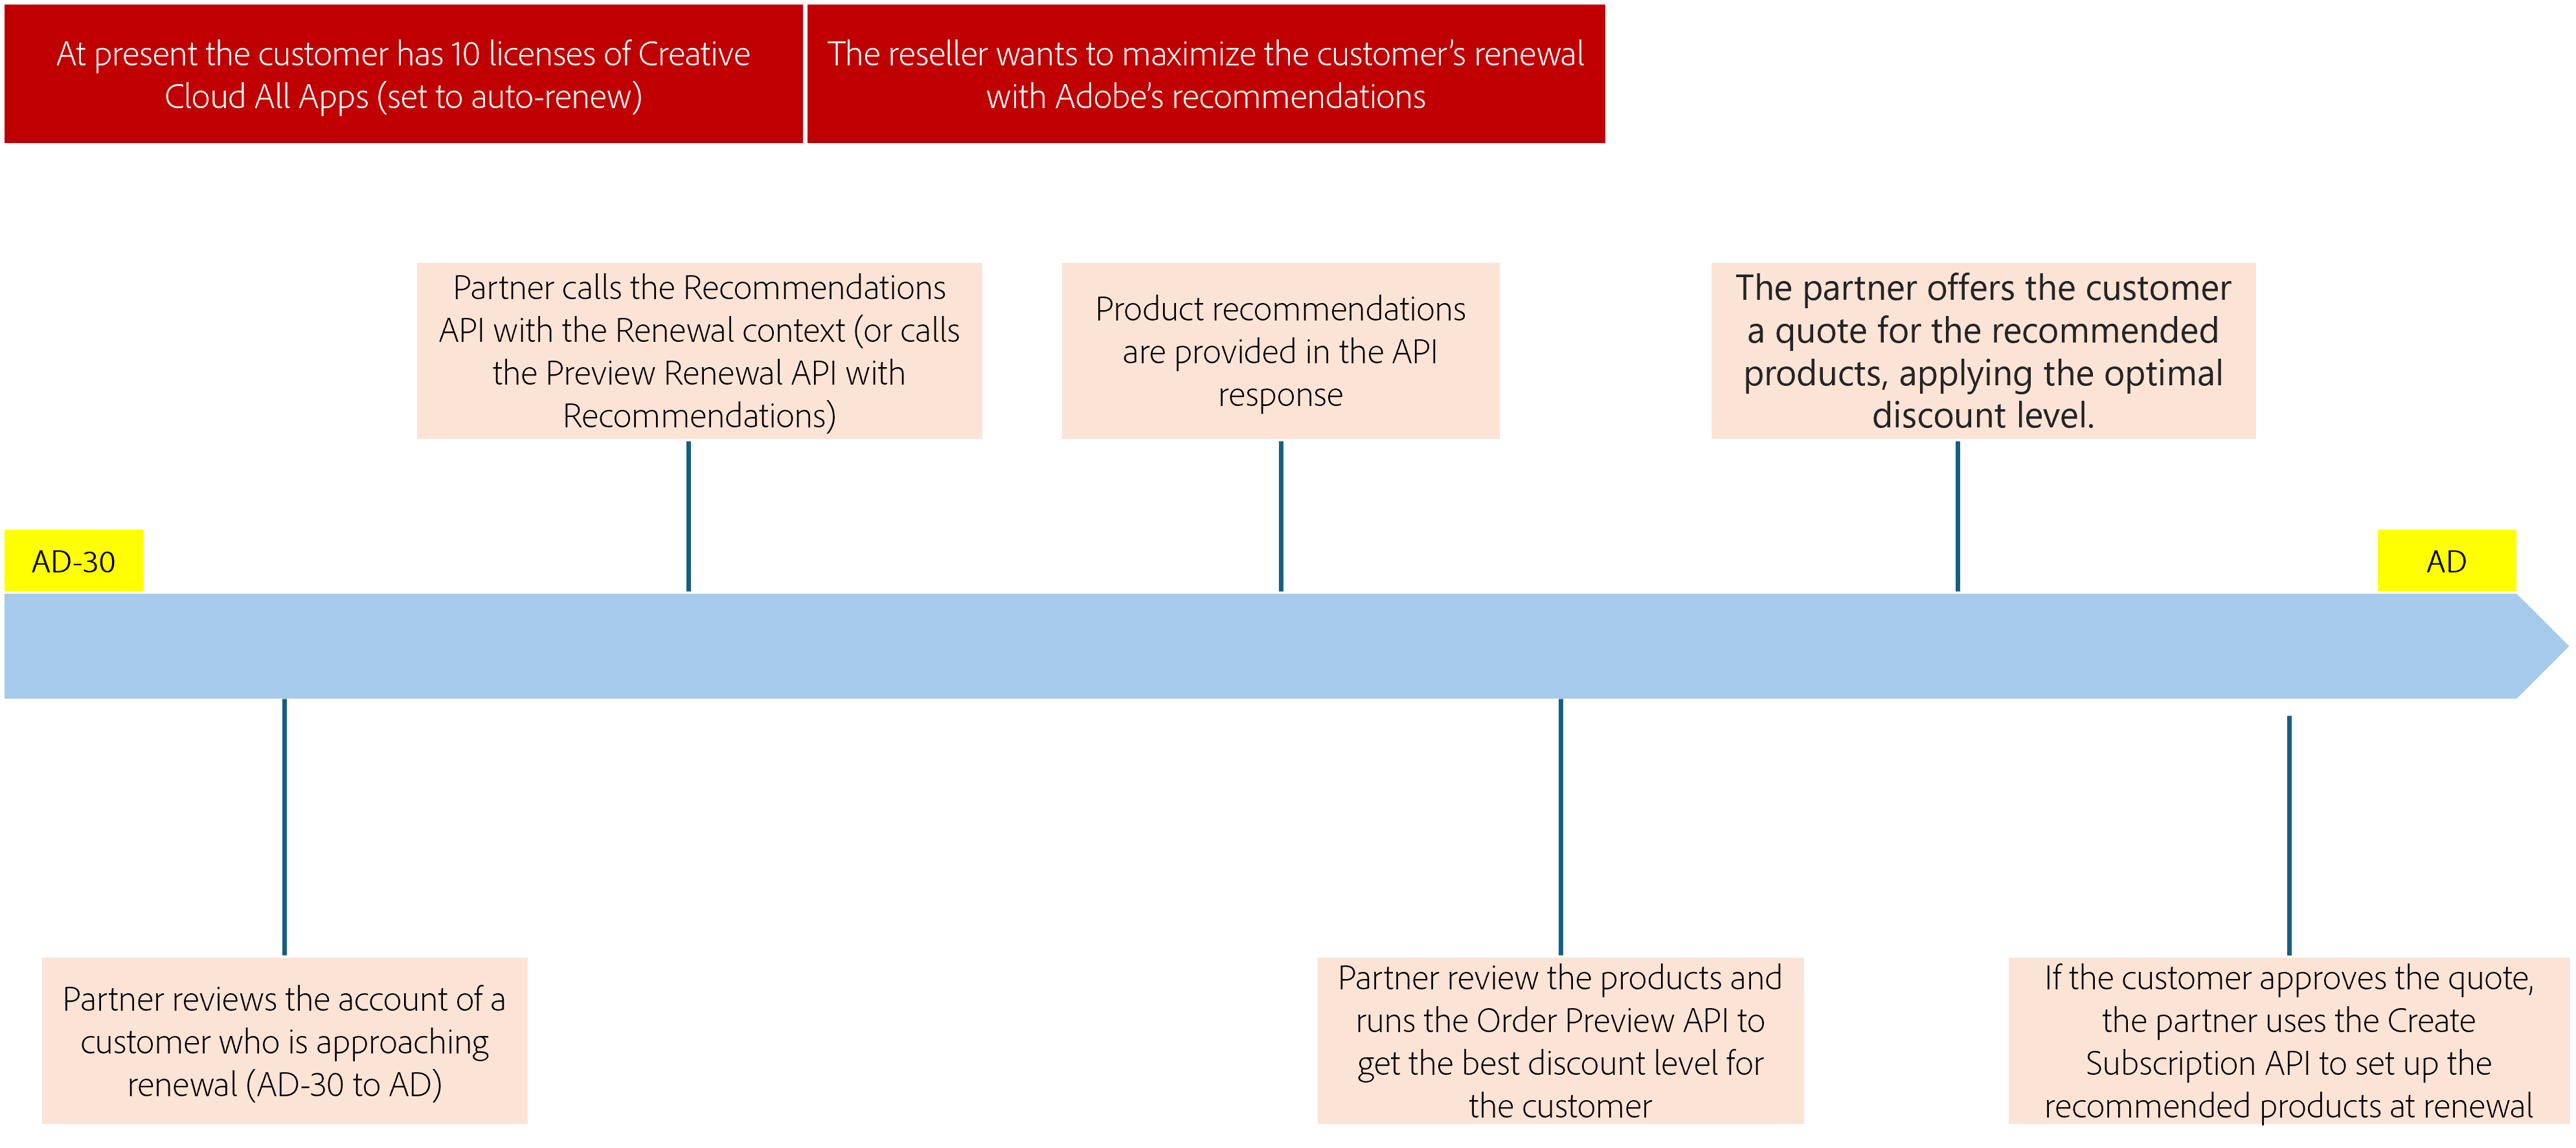 At present the customer has 10 licenses of Creative
Cloud All Apps (set to auto-renew)
The reseller wants to maximize the customer’s renewal
with Adobe’s recommendations
Partner calls the Recommendations
API with the Renewal context (or calls
the Preview Renewal API with
Recommendations)
Product recommendations
are provided in the API
response
The partner offers the customer
a quote for the recommended
products, applying the optimal
discount level.
AD-30
AD
Partner reviews the account of a
customer who is approaching
renewal (AD-30 to AD)
Partner review the products and
runs the Order Preview API to
get the best discount level for
the customer
If the customer approves the quote,
the partner uses the Create
Subscription API to set up the
recommended products at renewal